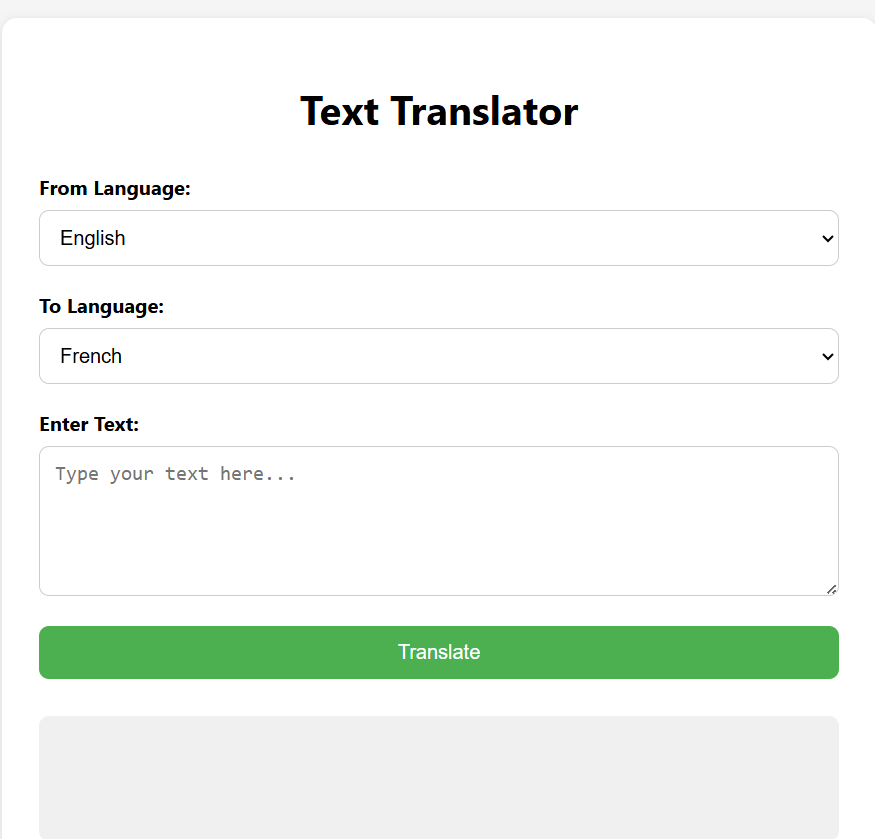 Text Translator
From Language:
English
To Language:
French
Enter Text:
Type your text here...
Translate